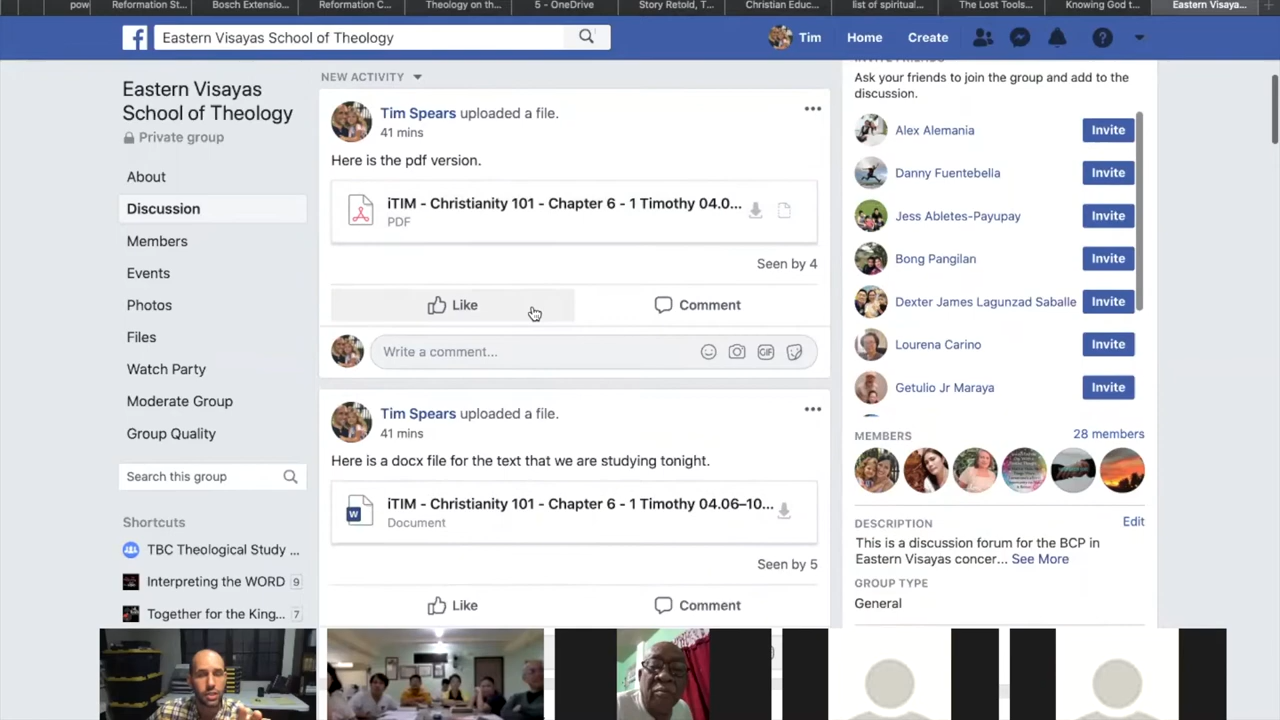 pow
Reformation St...
Bosch Extensio...
Reformation C...
Theology on th...
5 - OneDrive
Story Retold, T...
Christian Educ...
list of spiritual...
The Lost Tools...
Knowing God t...
Eastern Visaya...
Eastern Visayas School of Theology
Tim
Home
Create
Eastern Visayas
School of Theology
Private group
About
Discussion
Members
Events
Photos
Files
Watch Party
Moderate Group
Group Quality
Search this group
Shortcuts
TBC Theological Study ...
Interpreting the WORD 9
Together for the King... 7
NEW ACTIVITY
Tim Spears uploaded a file.
41 mins
Here is the pdf version.
iTIM - Christianity 101 - Chapter 6 - 1 Timothy 04.0...
PDF
Seen by 4
Like
Comment
Write a comment...
GIF
Tim Spears uploaded a file.
41 mins
Here is a docx file for the text that we are studying tonight.
iTIM - Christianity 101 - Chapter 6 - 1 Timothy 04.06–10...
Document
Seen by 5
Like
Comment
INVITE FRIENDS
Ask your friends to join the group and add to the
discussion.
Alex Alemania Invite
Danny Fuentebella Invite
Jess Abletes-Payupay Invite
Bong Pangilan Invite
Dexter James Lagunzad Saballe Invite
Lourena Carino Invite
Getulio Jr Maraya Invite
MEMBERS
28 members
DESCRIPTION
Edit
This is a discussion forum for the BCP in
Eastern Visayas concer... See More
GROUP TYPE
General